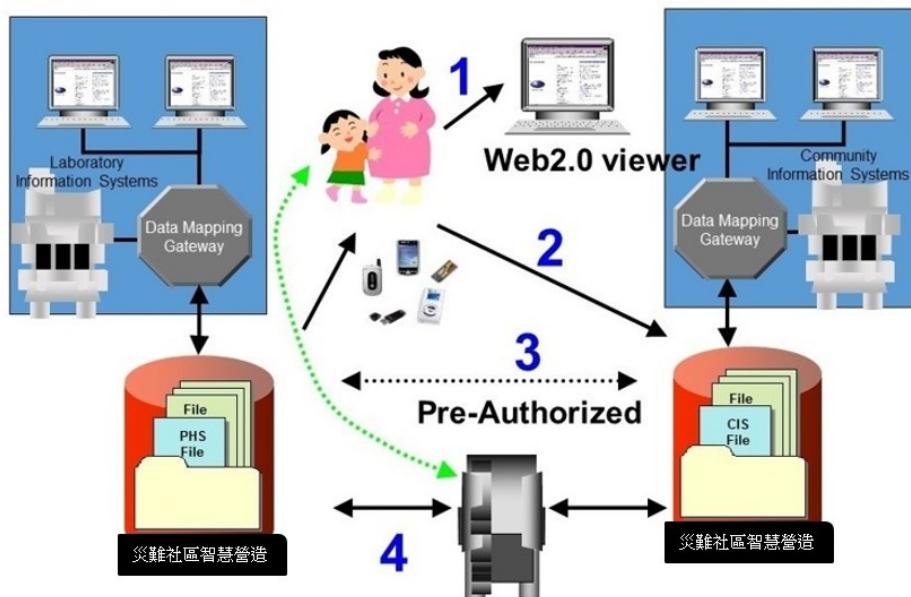 Laboratory
Information Systems
Data Mapping
Gateway
1
Web2.0 viewer
Community
Information Systems
Data Mapping
Gateway
2
3
Pre-Authorized
File
PHS
File
File
CIS
File
4
災難社區智慧營造
災難社區智慧營造